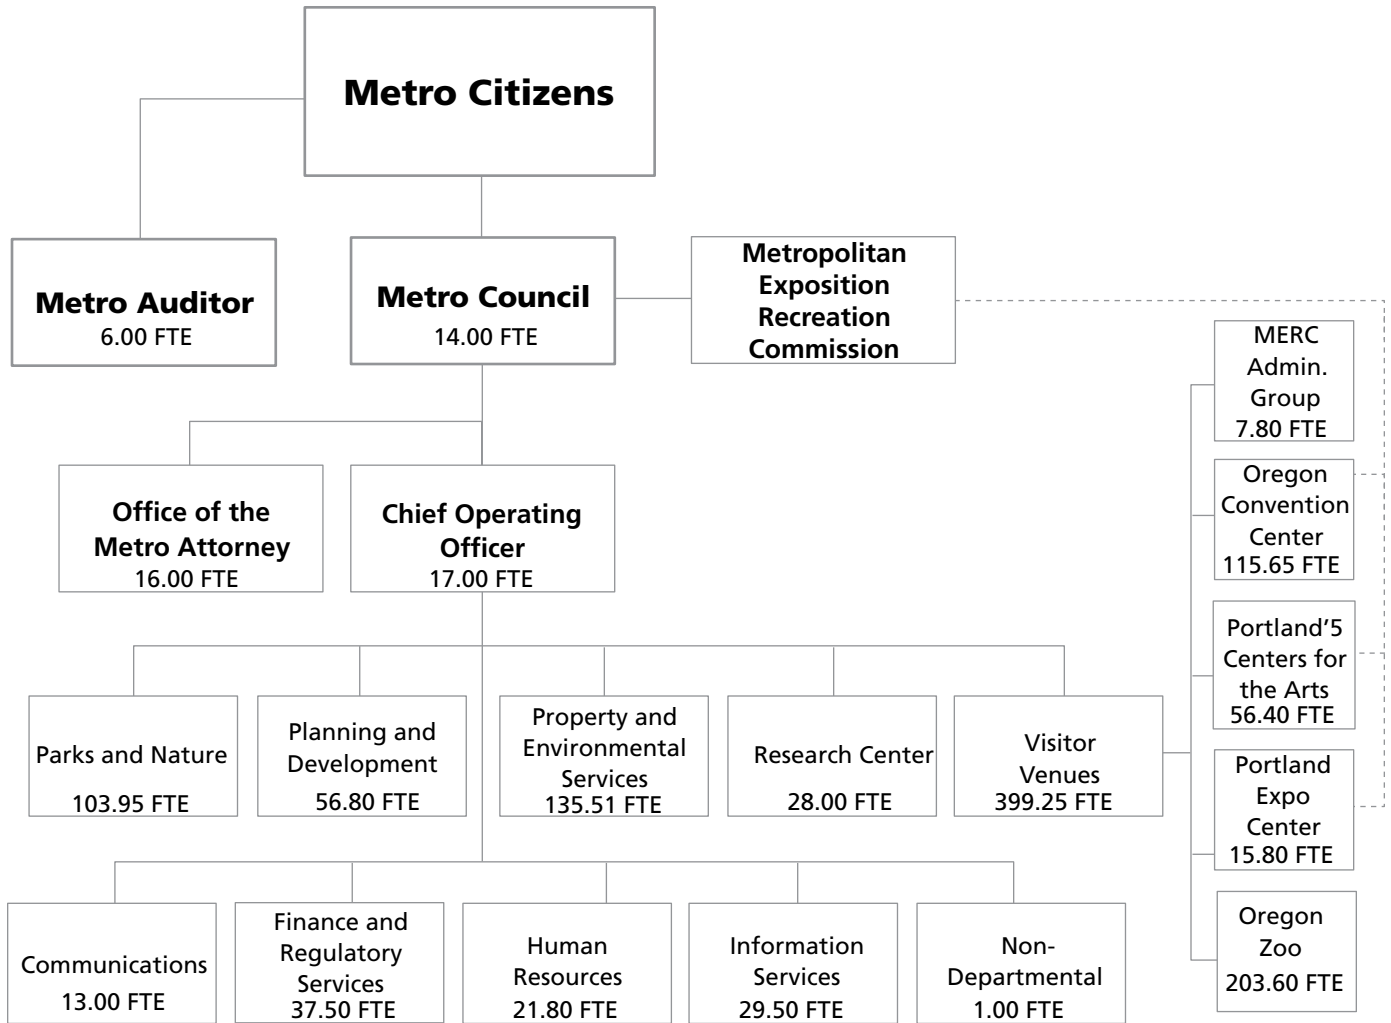 Metro Citizens
Metro Auditor
6.00 FTE
Metro Council
14.00 FTE
Metropolitan
Exposition
Recreation
Commission
MERC
Admin.
Group
7.80 FTE
Oregon
Convention
Center
115.65 FTE
Portland'5
Centers for
the Arts
56.40 FTE
Portland
Expo
Center
15.80 FTE
Oregon
Zoo
203.60 FTE
Office of the
Metro Attorney
16.00 FTE
Chief Operating
Officer
17.00 FTE
Parks and Nature
103.95 FTE
Planning and
Development
56.80 FTE
Property and
Environmental
Services
135.51 FTE
Research Center
28.00 FTE
Visitor
Venues
399.25 FTE
Communications
13.00 FTE
Finance and
Regulatory
Services
37.50 FTE
Human
Resources
21.80 FTE
Information
Services
29.50 FTE
Non-
Departmental
1.00 FTE